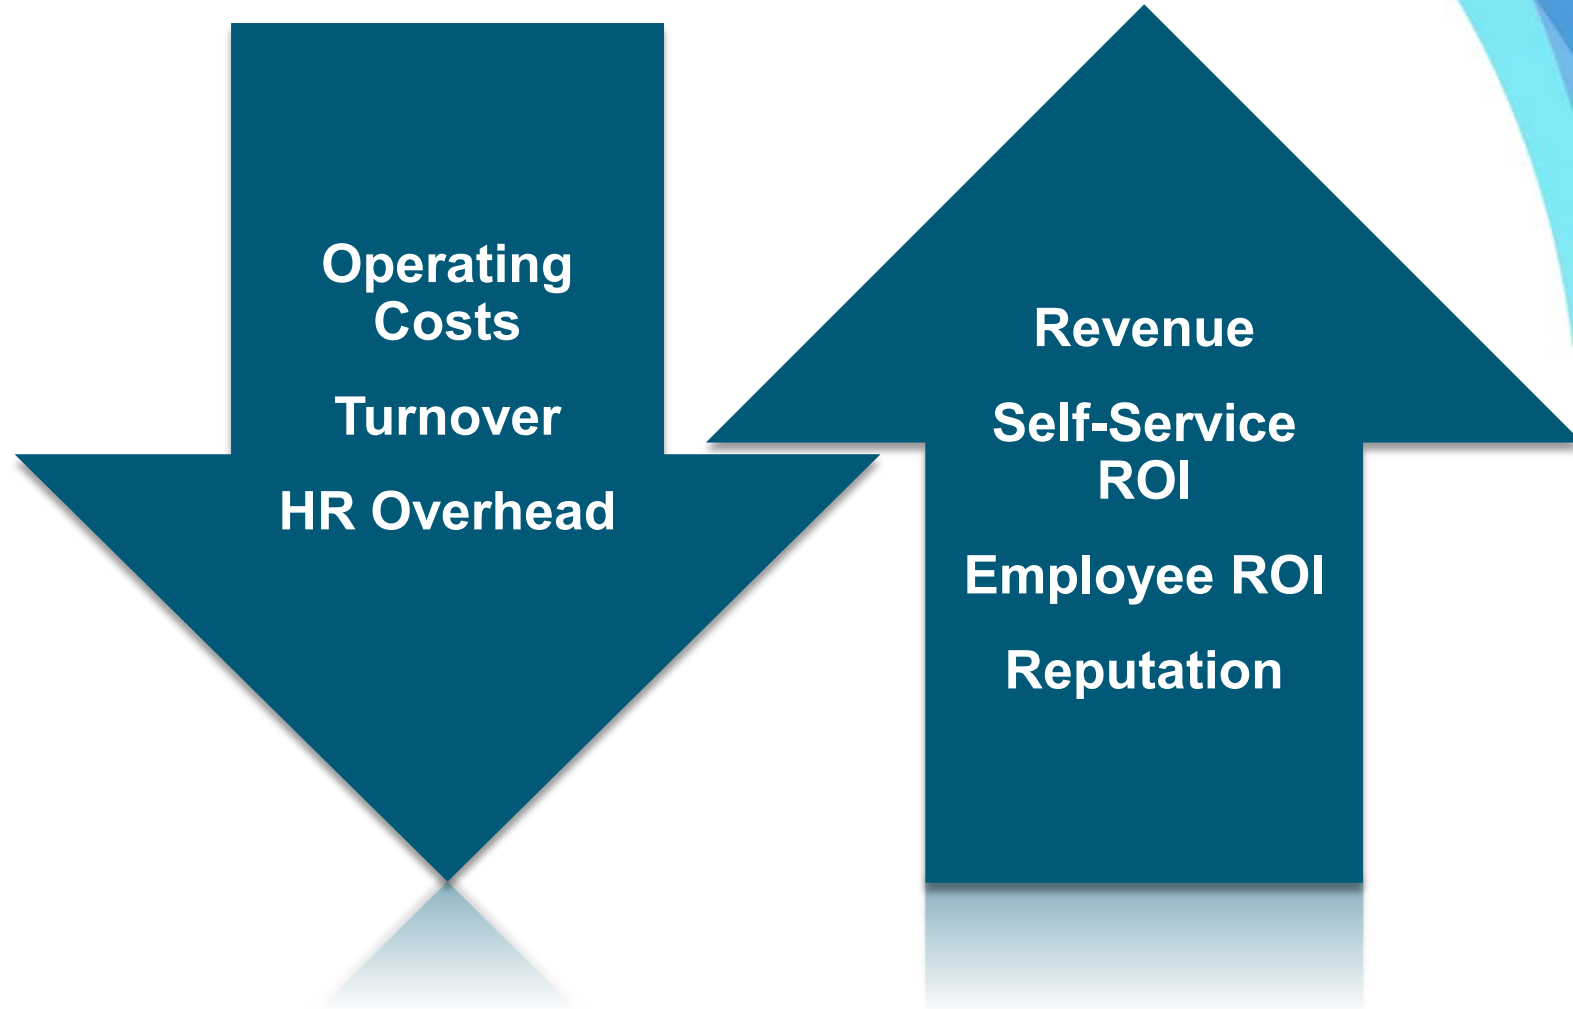 Operating
Costs
Turnover
HR Overhead
Revenue
Self-Service
ROI
Employee ROI
Reputation